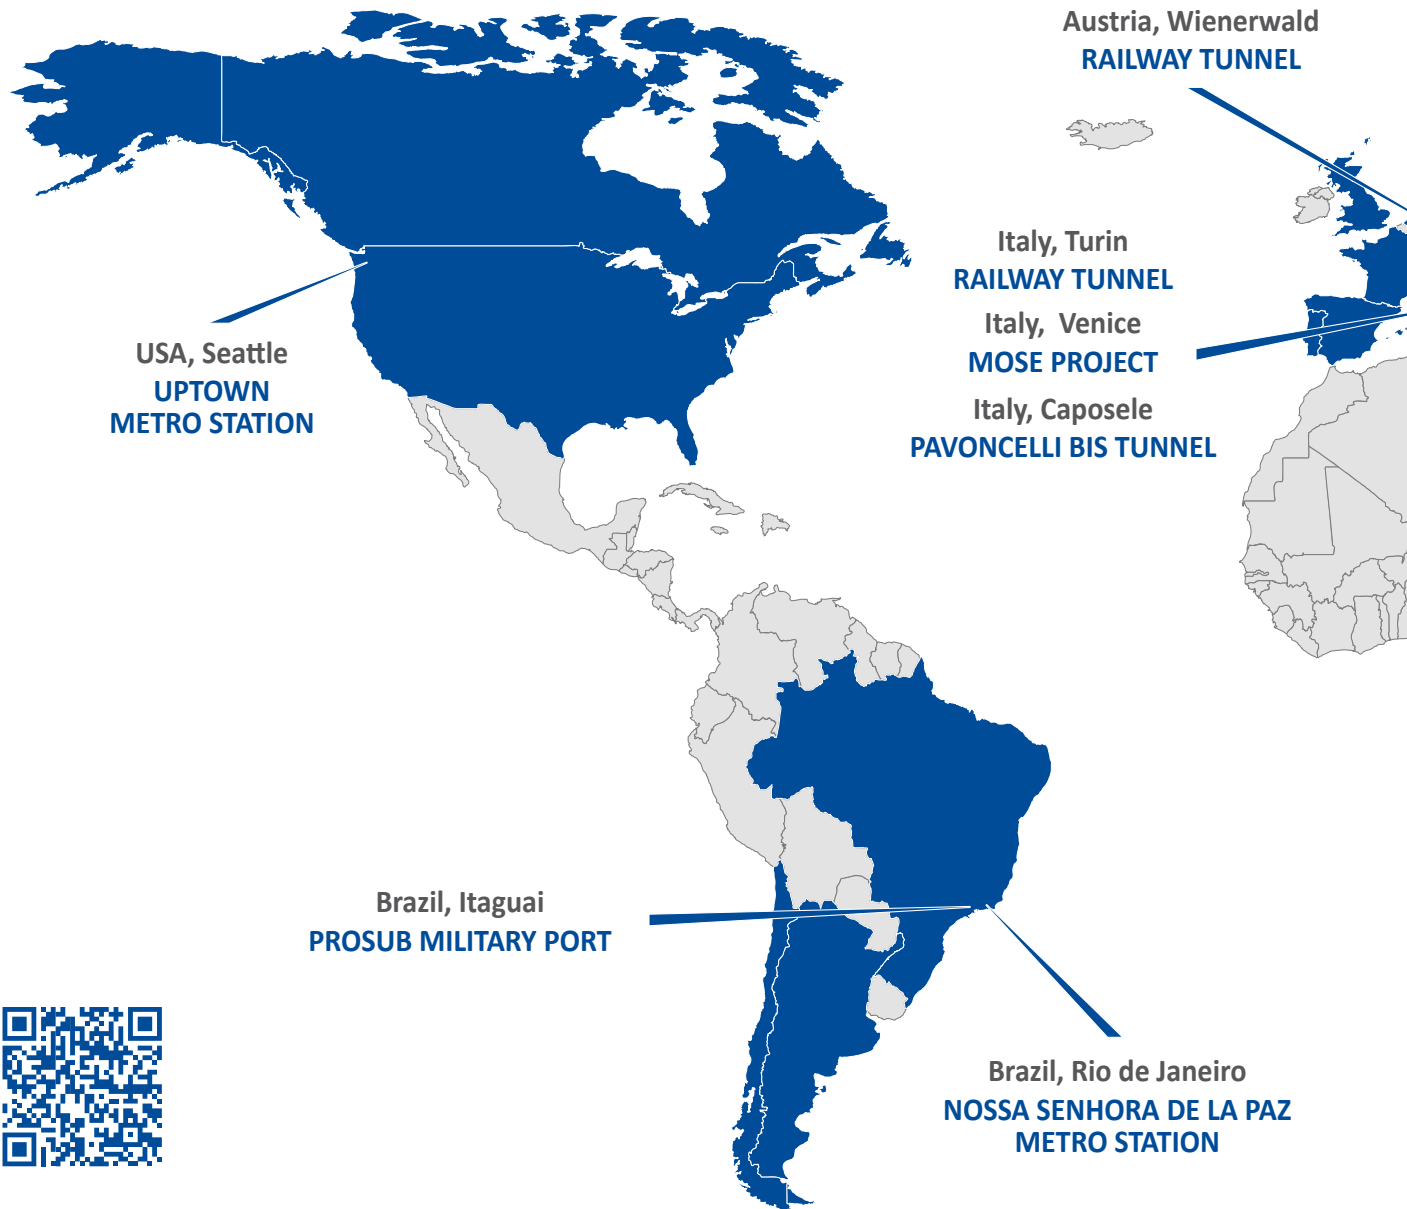 Austria, Wienerwald
RAILWAY TUNNEL
Italy, Turin
RAILWAY TUNNEL
Italy, Venice
MOSE PROJECT
Italy, Caposele
PAVONCELLI BIS TUNNEL
USA, Seattle
UPTOWN
METRO STATION
Brazil, Itaguai
PROSUB MILITARY PORT
Brazil, Rio de Janeiro
NOSSA SENHORA DE LA PAZ
METRO STATION